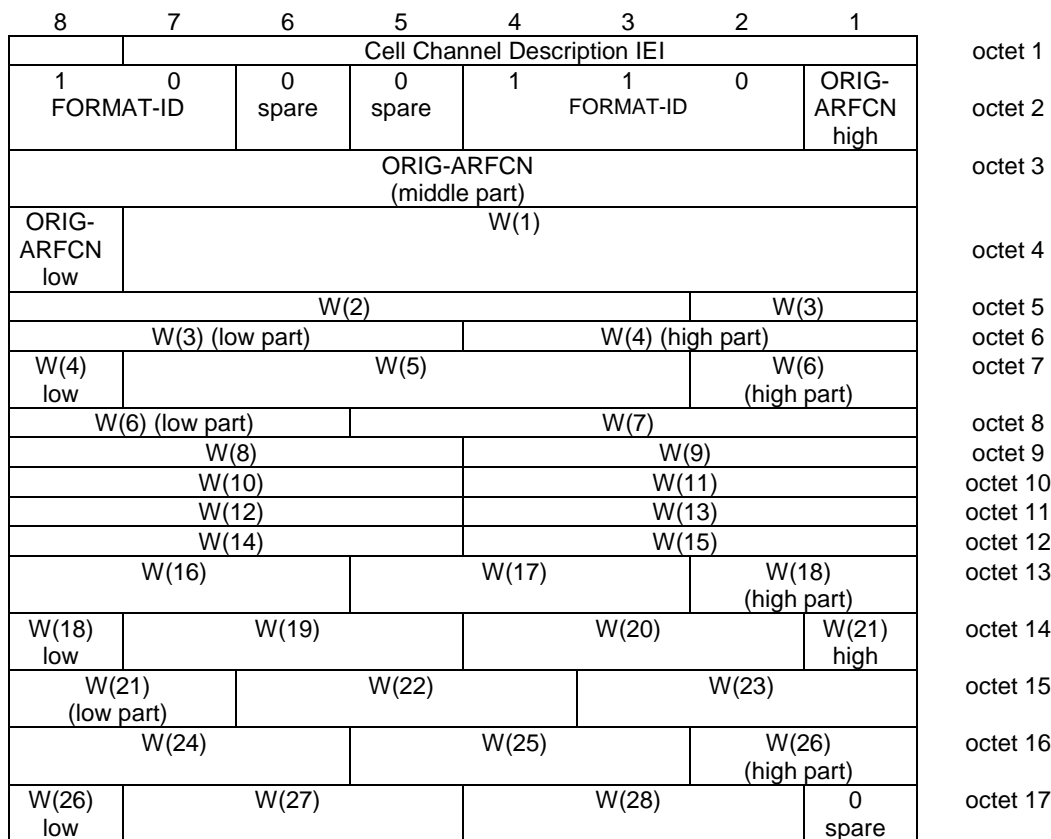 8 7 6 5 4 3 2 1
Cell Channel Description IEI octet 1
1 0 0 0 1 1 0 ORIG-
FORMAT-ID spare spare FORMAT-ID ARFCN octet 2
high
ORIG-ARFCN octet 3
(middle part)
ORIG- W(1)
ARFCN octet 4
low
W(2) W(3) octet 5
W(3) (low part) W(4) (high part) octet 6
W(4) W(5) W(6) octet 7
low (high part)
W(6) (low part) W(7) octet 8
W(8) W(9) octet 9
W(10) W(11) octet 10
W(12) W(13) octet 11
W(14) W(15) octet 12
W(16) W(17) W(18) octet 13
(high part)
W(18) W(19) W(20) W(21) octet 14
low high
W(21) W(22) W(23) octet 15
(low part)
W(24) W(25) W(26) octet 16
(high part)
W(26) W(27) W(28) 0 octet 17
low spare